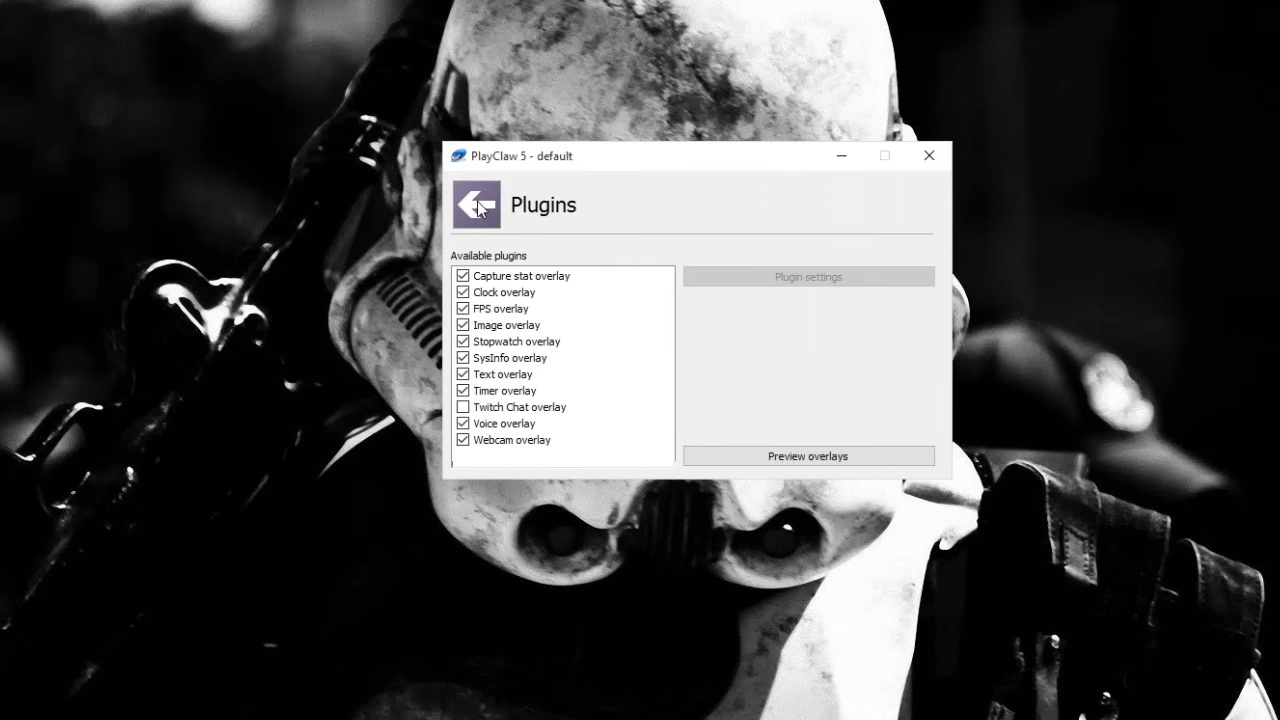 PlayClaw 5 - default
Plugins
Available plugins
Capture stat overlay
Clock overlay
FPS overlay
Image overlay
Stopwatch overlay
SysInfo overlay
Text overlay
Timer overlay
Twitch Chat overlay
Voice overlay
Webcam overlay
Plugin settings
Preview overlays